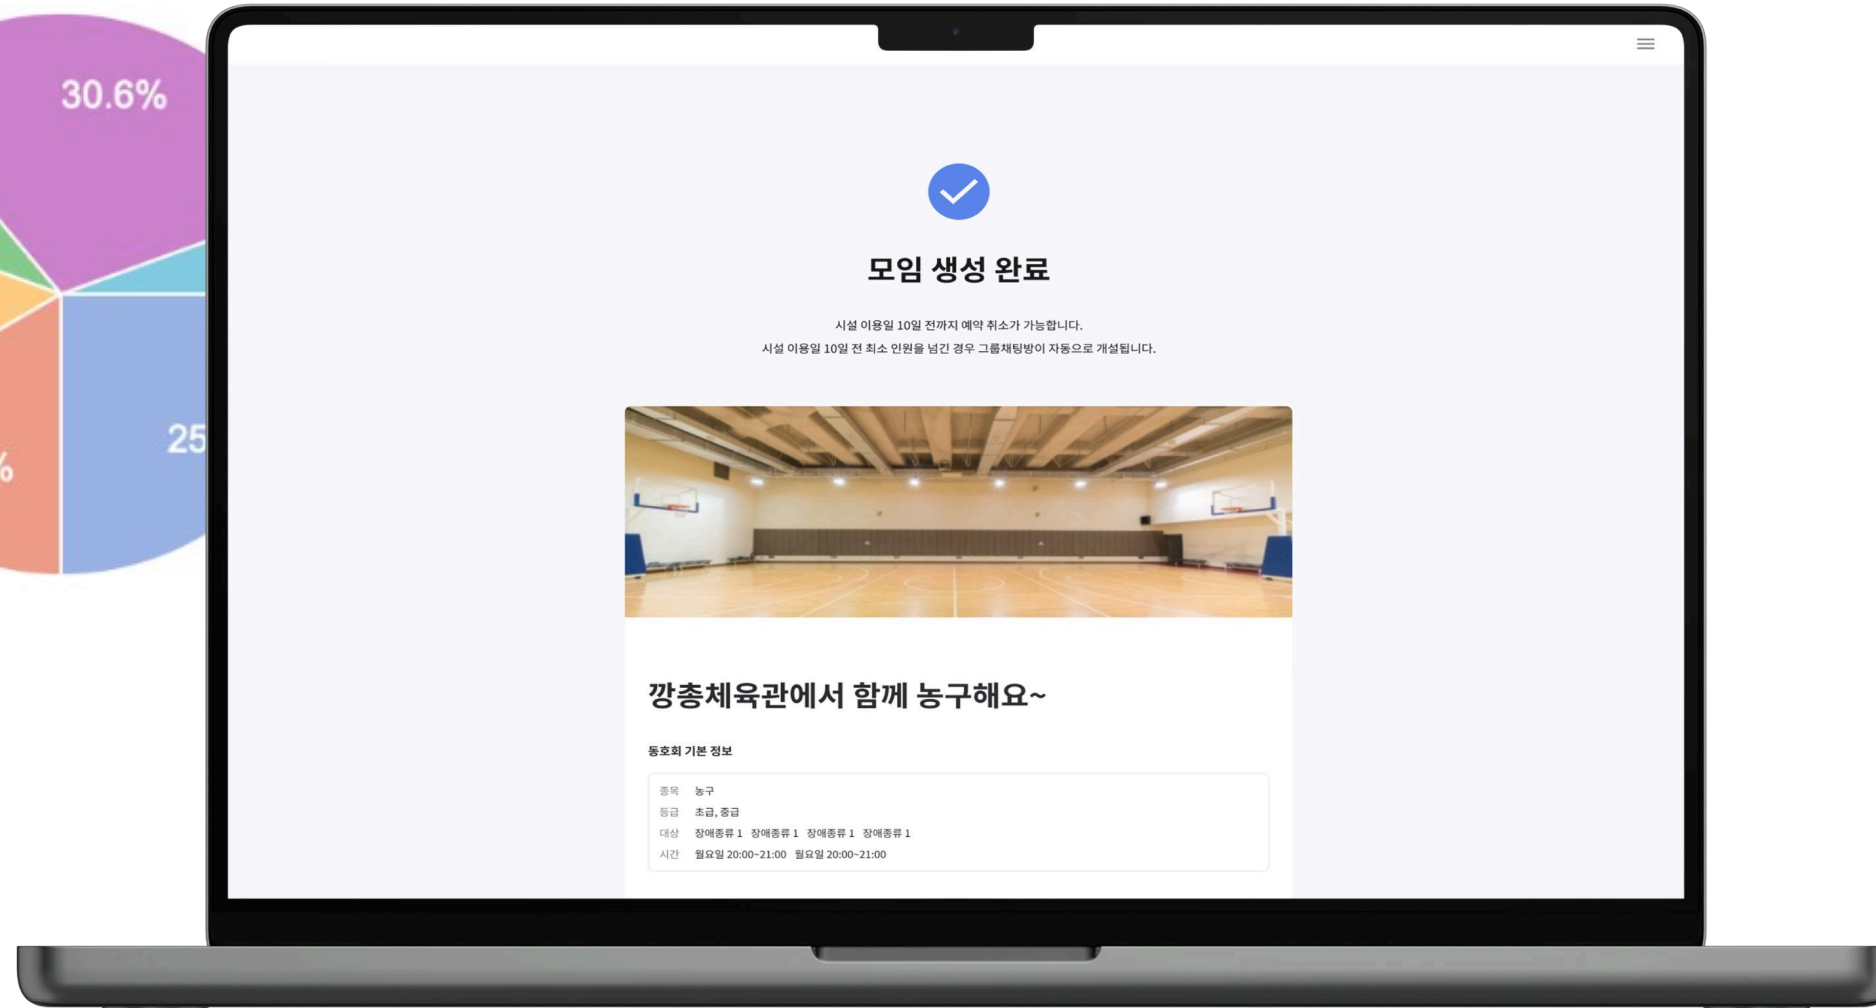 30.6%
25
%
모임 생성 완료
시설 이용일 10일 전까지 예약 취소가 가능합니다.
시설 이용일 10일 전 최소 인원을 넘긴 경우 그룹채팅방이 자동으로 개설됩니다.
깡총체육관에서 함께 농구해요~
동호회 기본 정보
종목 농구
등급 초급, 중급
대상 장애종류 1 장애종류 1 장애종류 1 장애종류 1
시간 월요일 20:00~21:00 월요일 20:00~21:00